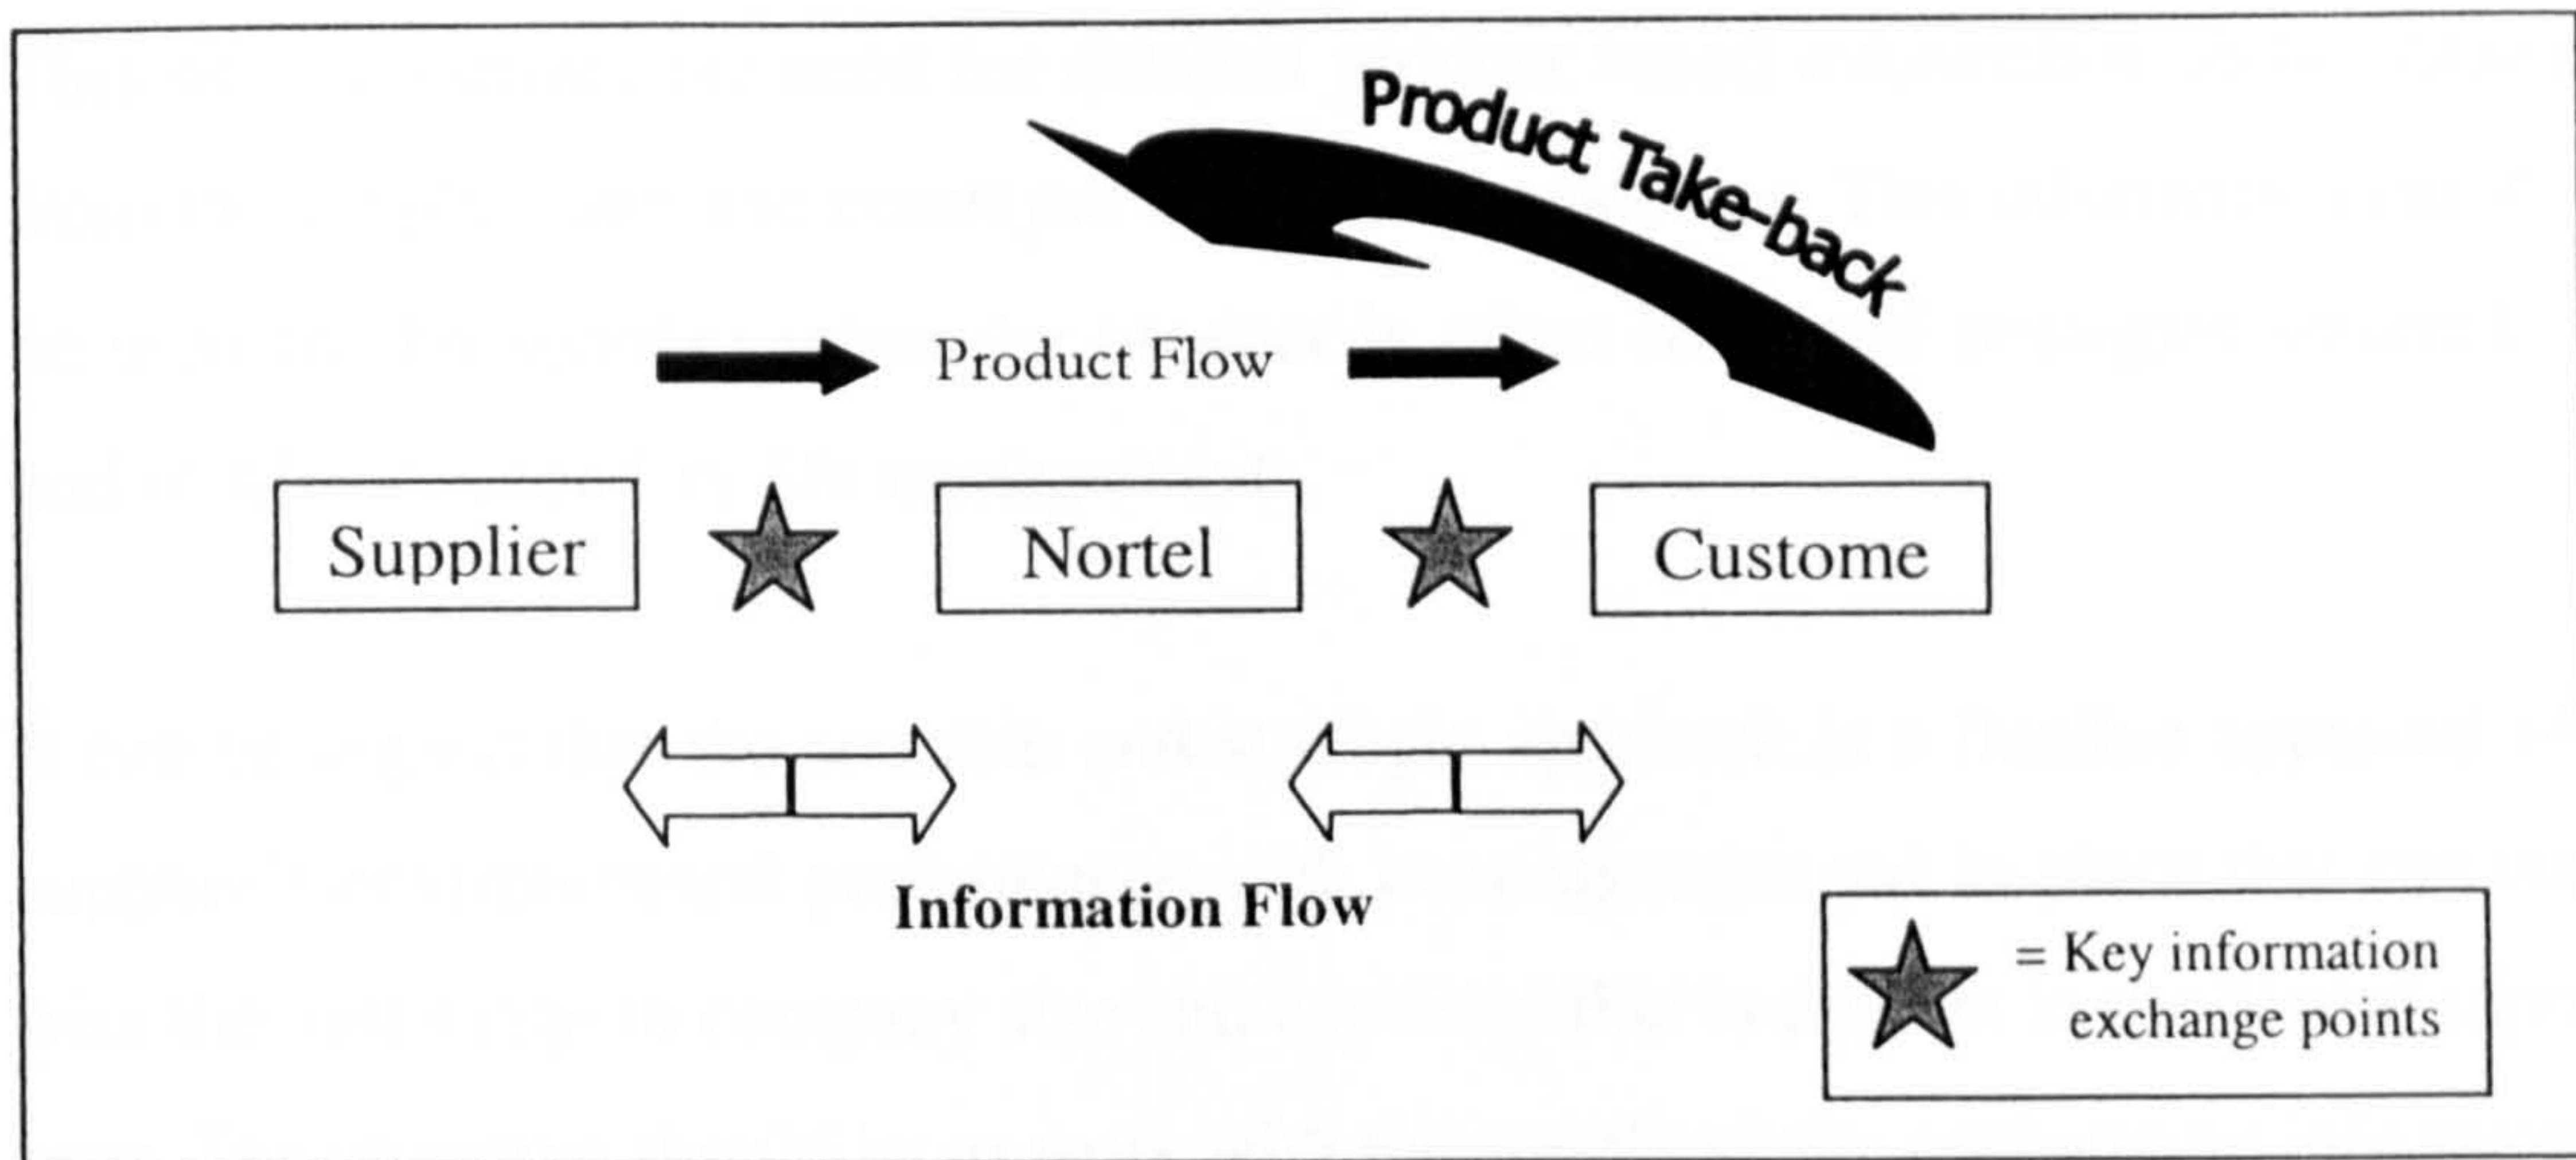 Product Take-back
Product Flow
Supplier
Nortel
Custome
Information Flow
= Key information
exchange points